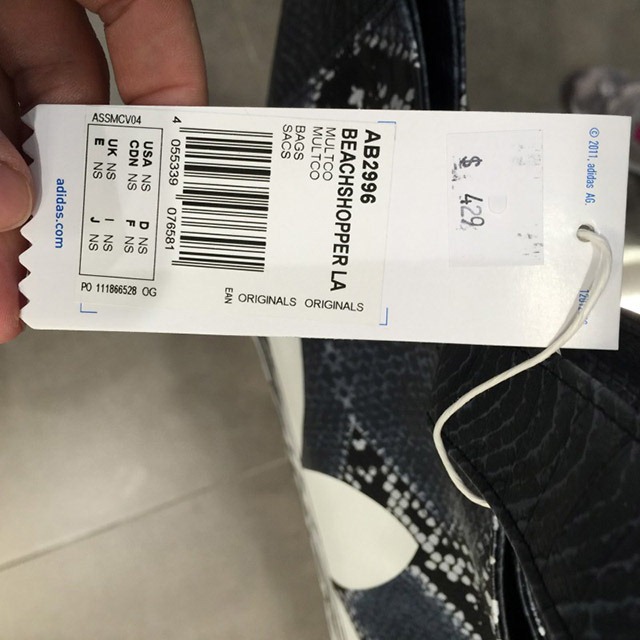 AB2996
BEACHSHOPPER LA
MULTCO
MULTCO
BAGS
SACS
4 055339 076581
EAN
ORIGINALS ORIGINALS
ASSMCV04
USA NS D NS
CDN NS F NS
UK NS I NS
E NS J NS
PO 111866528 OG
adidas.com
$ 429
© 2011, adidas AG.